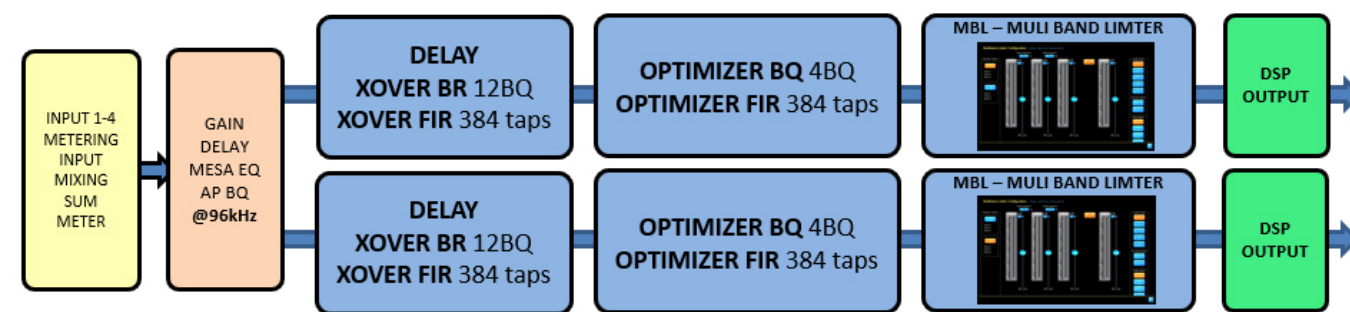 INPUT 1-4
METERING
INPUT
MIXING
SUM
METER
GAIN
DELAY
MESA EQ
AP BQ
@96kHz
DELAY
XOVER BR 12BQ
XOVER FIR 384 taps
OPTIMIZER BQ 4BQ
OPTIMIZER FIR 384 taps
MBL – MULI BAND LIMTER
DSP
OUTPUT
DELAY
XOVER BR 12BQ
XOVER FIR 384 taps
OPTIMIZER BQ 4BQ
OPTIMIZER FIR 384 taps
MBL – MULI BAND LIMTER
DSP
OUTPUT